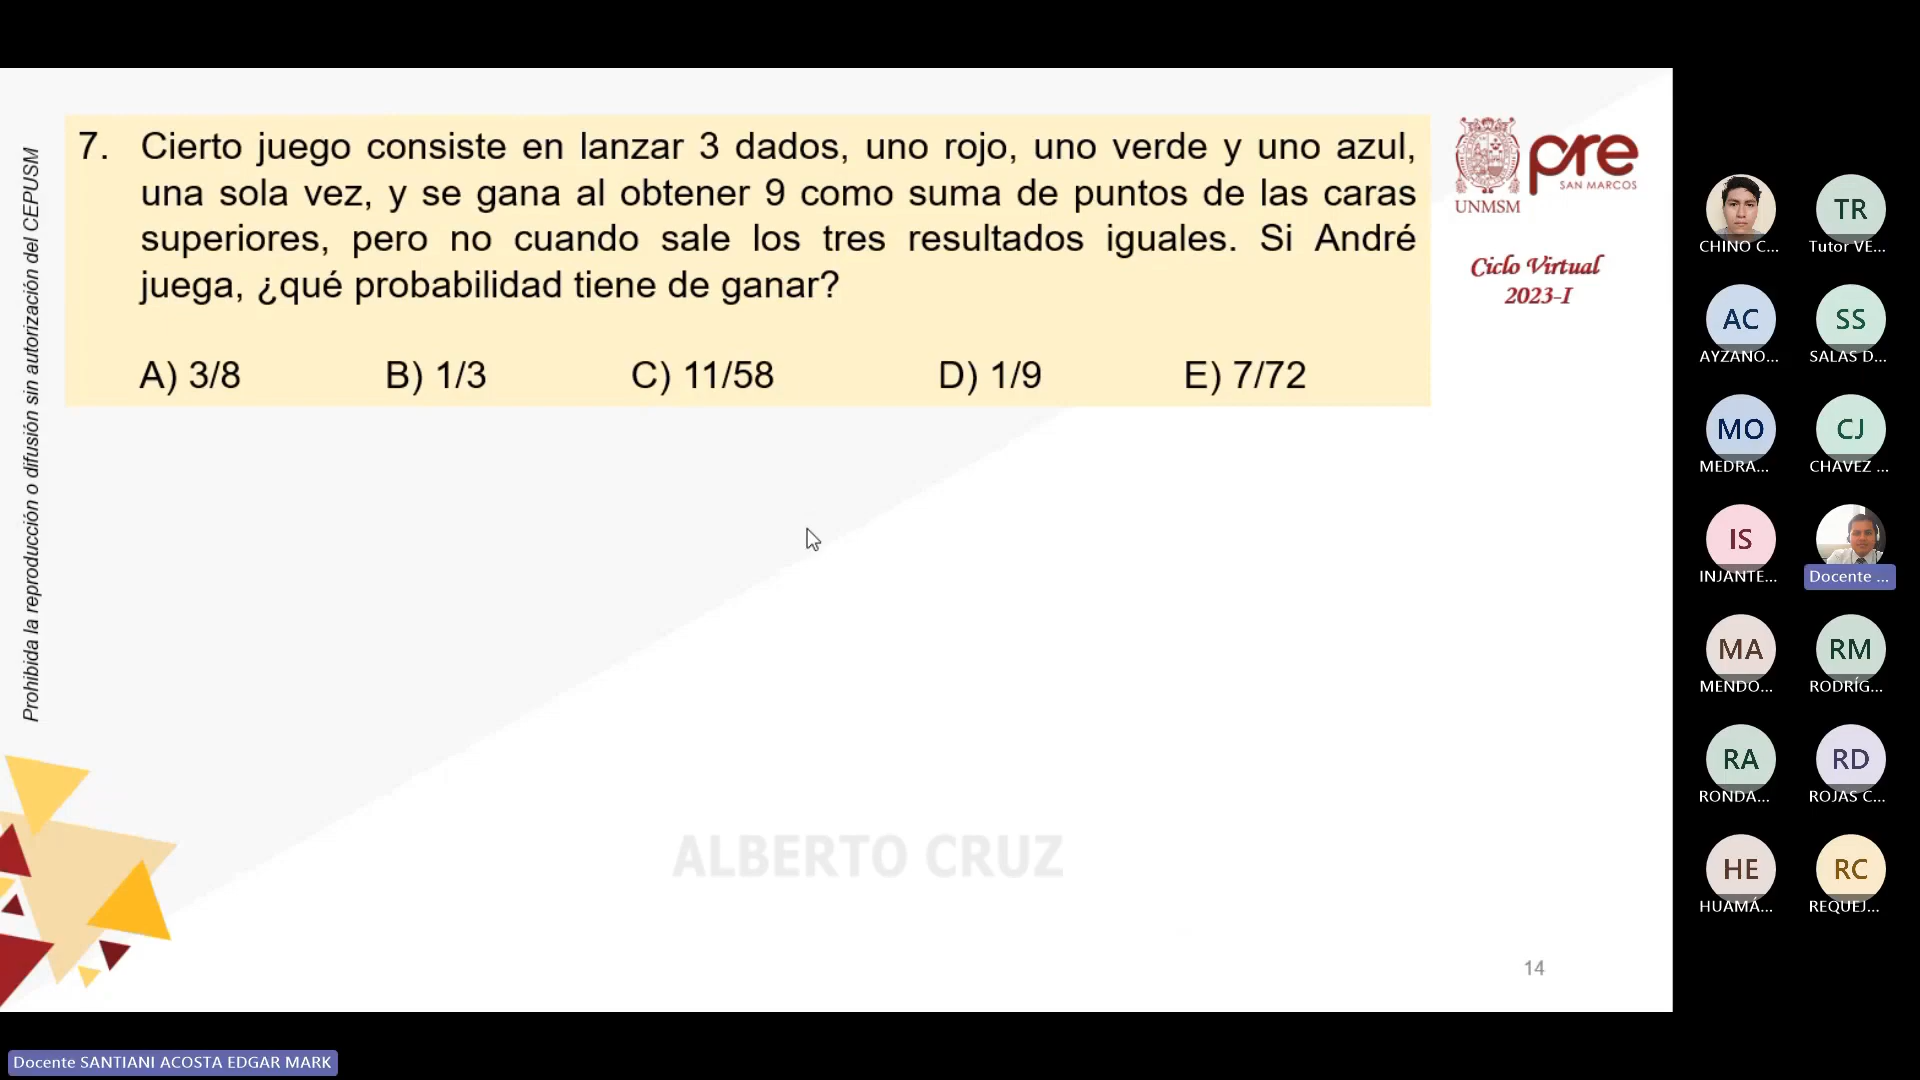 7. Cierto juego consiste en lanzar 3 dados, uno rojo, uno verde y uno azul,
una sola vez, y se gana al obtener 9 como suma de puntos de las caras
superiores, pero no cuando sale los tres resultados iguales. Si André
juega, ¿qué probabilidad tiene de ganar?
A) 3/8 B) 1/3 C) 11/58 D) 1/9 E) 7/72
Prohibida la reproducción o difusión sin autorización del CEPUSM
UNMSM
pre
SAN MARCOS
Ciclo Virtual
2023-I
ALBERTO CRUZ
14
CHINO C...
TR
Tutor VE...
AC
AYZANO...
SS
SALAS D...
MO
MEDRA...
CJ
CHAVEZ ...
IS
INJANTE...
Docente ...
MA
MENDO...
RM
RODRÍG...
RA
RONDA...
RD
ROJAS C...
HE
HUAMÁ...
RC
REQUEJ...
Docente SANTIANI ACOSTA EDGAR MARK